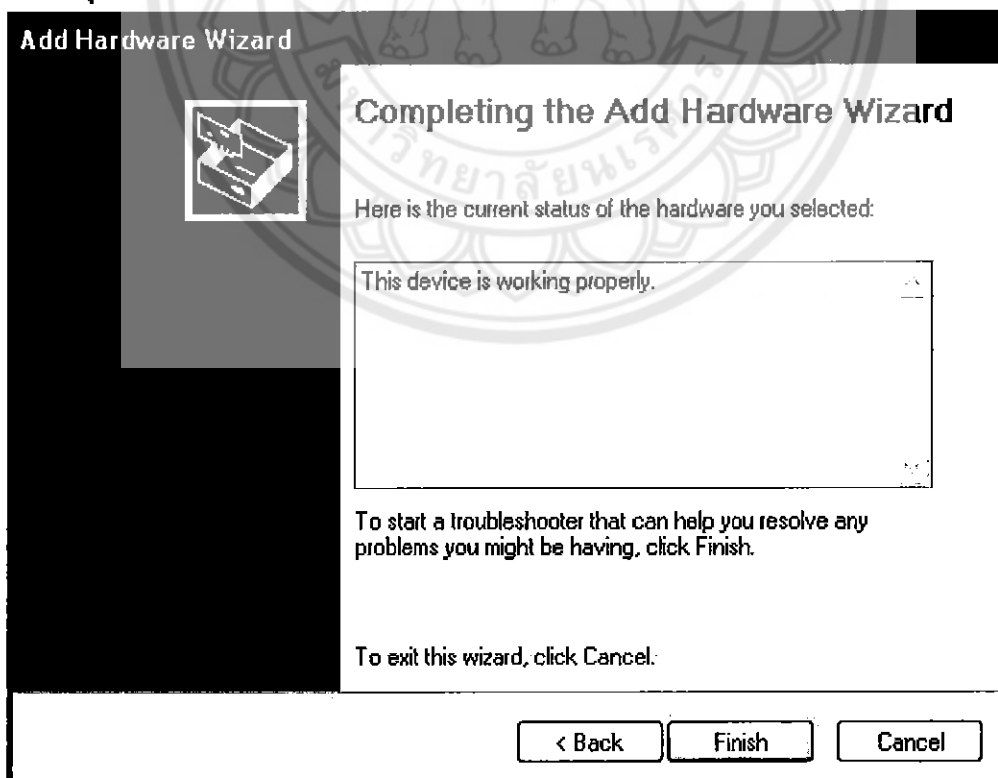 Add Hardware Wizard
Completing the Add Hardware Wizard
Here is the current status of the hardware you selected:
This device is working properly.
To start a troubleshooter that can help you resolve any
problems you might be having, click Finish.
To exit this wizard, click Cancel.
< Back
Finish
Cancel